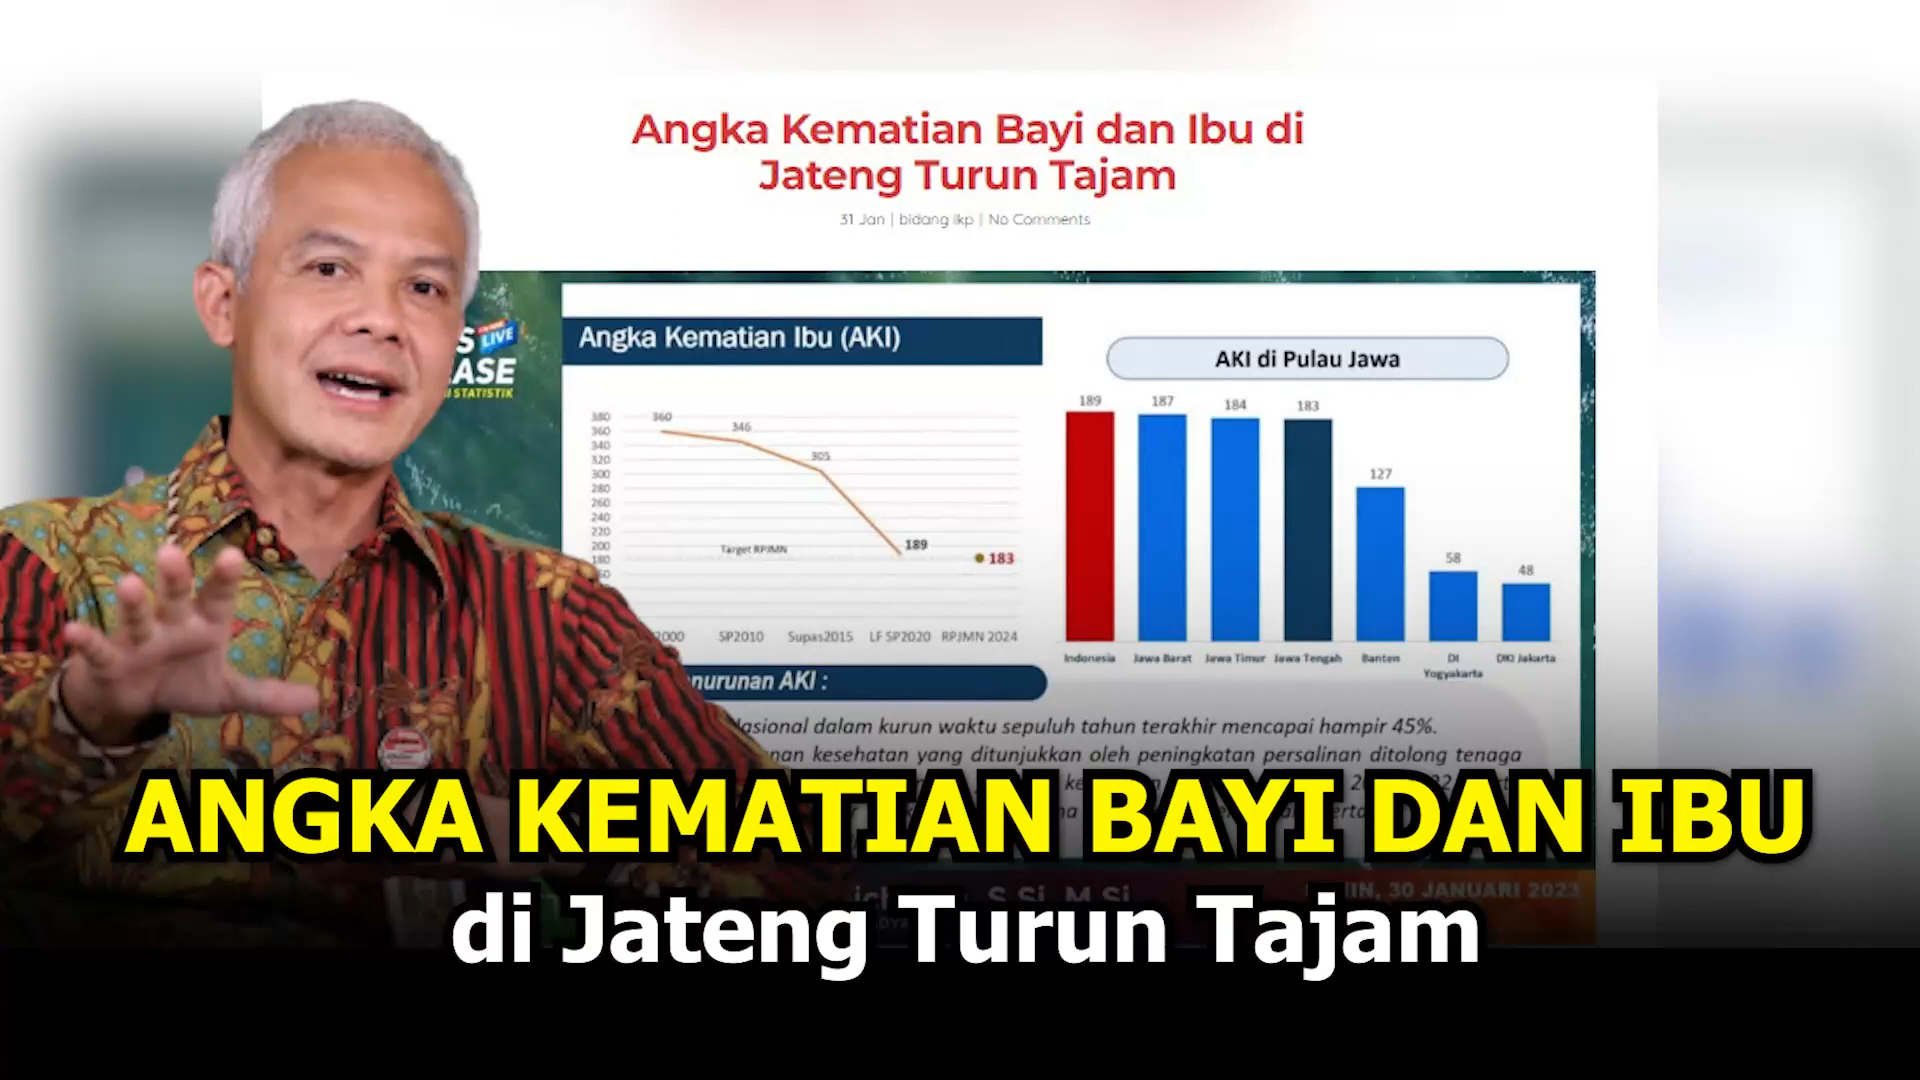 Angka Kematian Bayi dan Ibu di
Jateng Turun Tajam
31 Jan | bidang ikp | No Comments
LIVE
STATISTIK
Angka Kematian Ibu (AKI)
380
360
340
320
300
280
260
240
220
200
180
360
346
305
189
183
Target RPJMN
2000 SP2010 Supas2015 LF SP2020 RPJMN 2024
AKI di Pulau Jawa
189 187 184 183 127 58 48
Indonesia Jawa Barat Jawa Timur Jawa Tengah Banten DI Yogyakarta DKI Jakarta
AKI :
dalam kurun waktu sepuluh tahun terakhir mencapai hampir 45%.
kesehatan yang ditunjukkan oleh peningkatan persalinan ditolong tenaga
ANGKA KEMATIAN BAYI DAN IBU
S.Si, M.Si
30 JANUARI 2023
di Jateng Turun Tajam